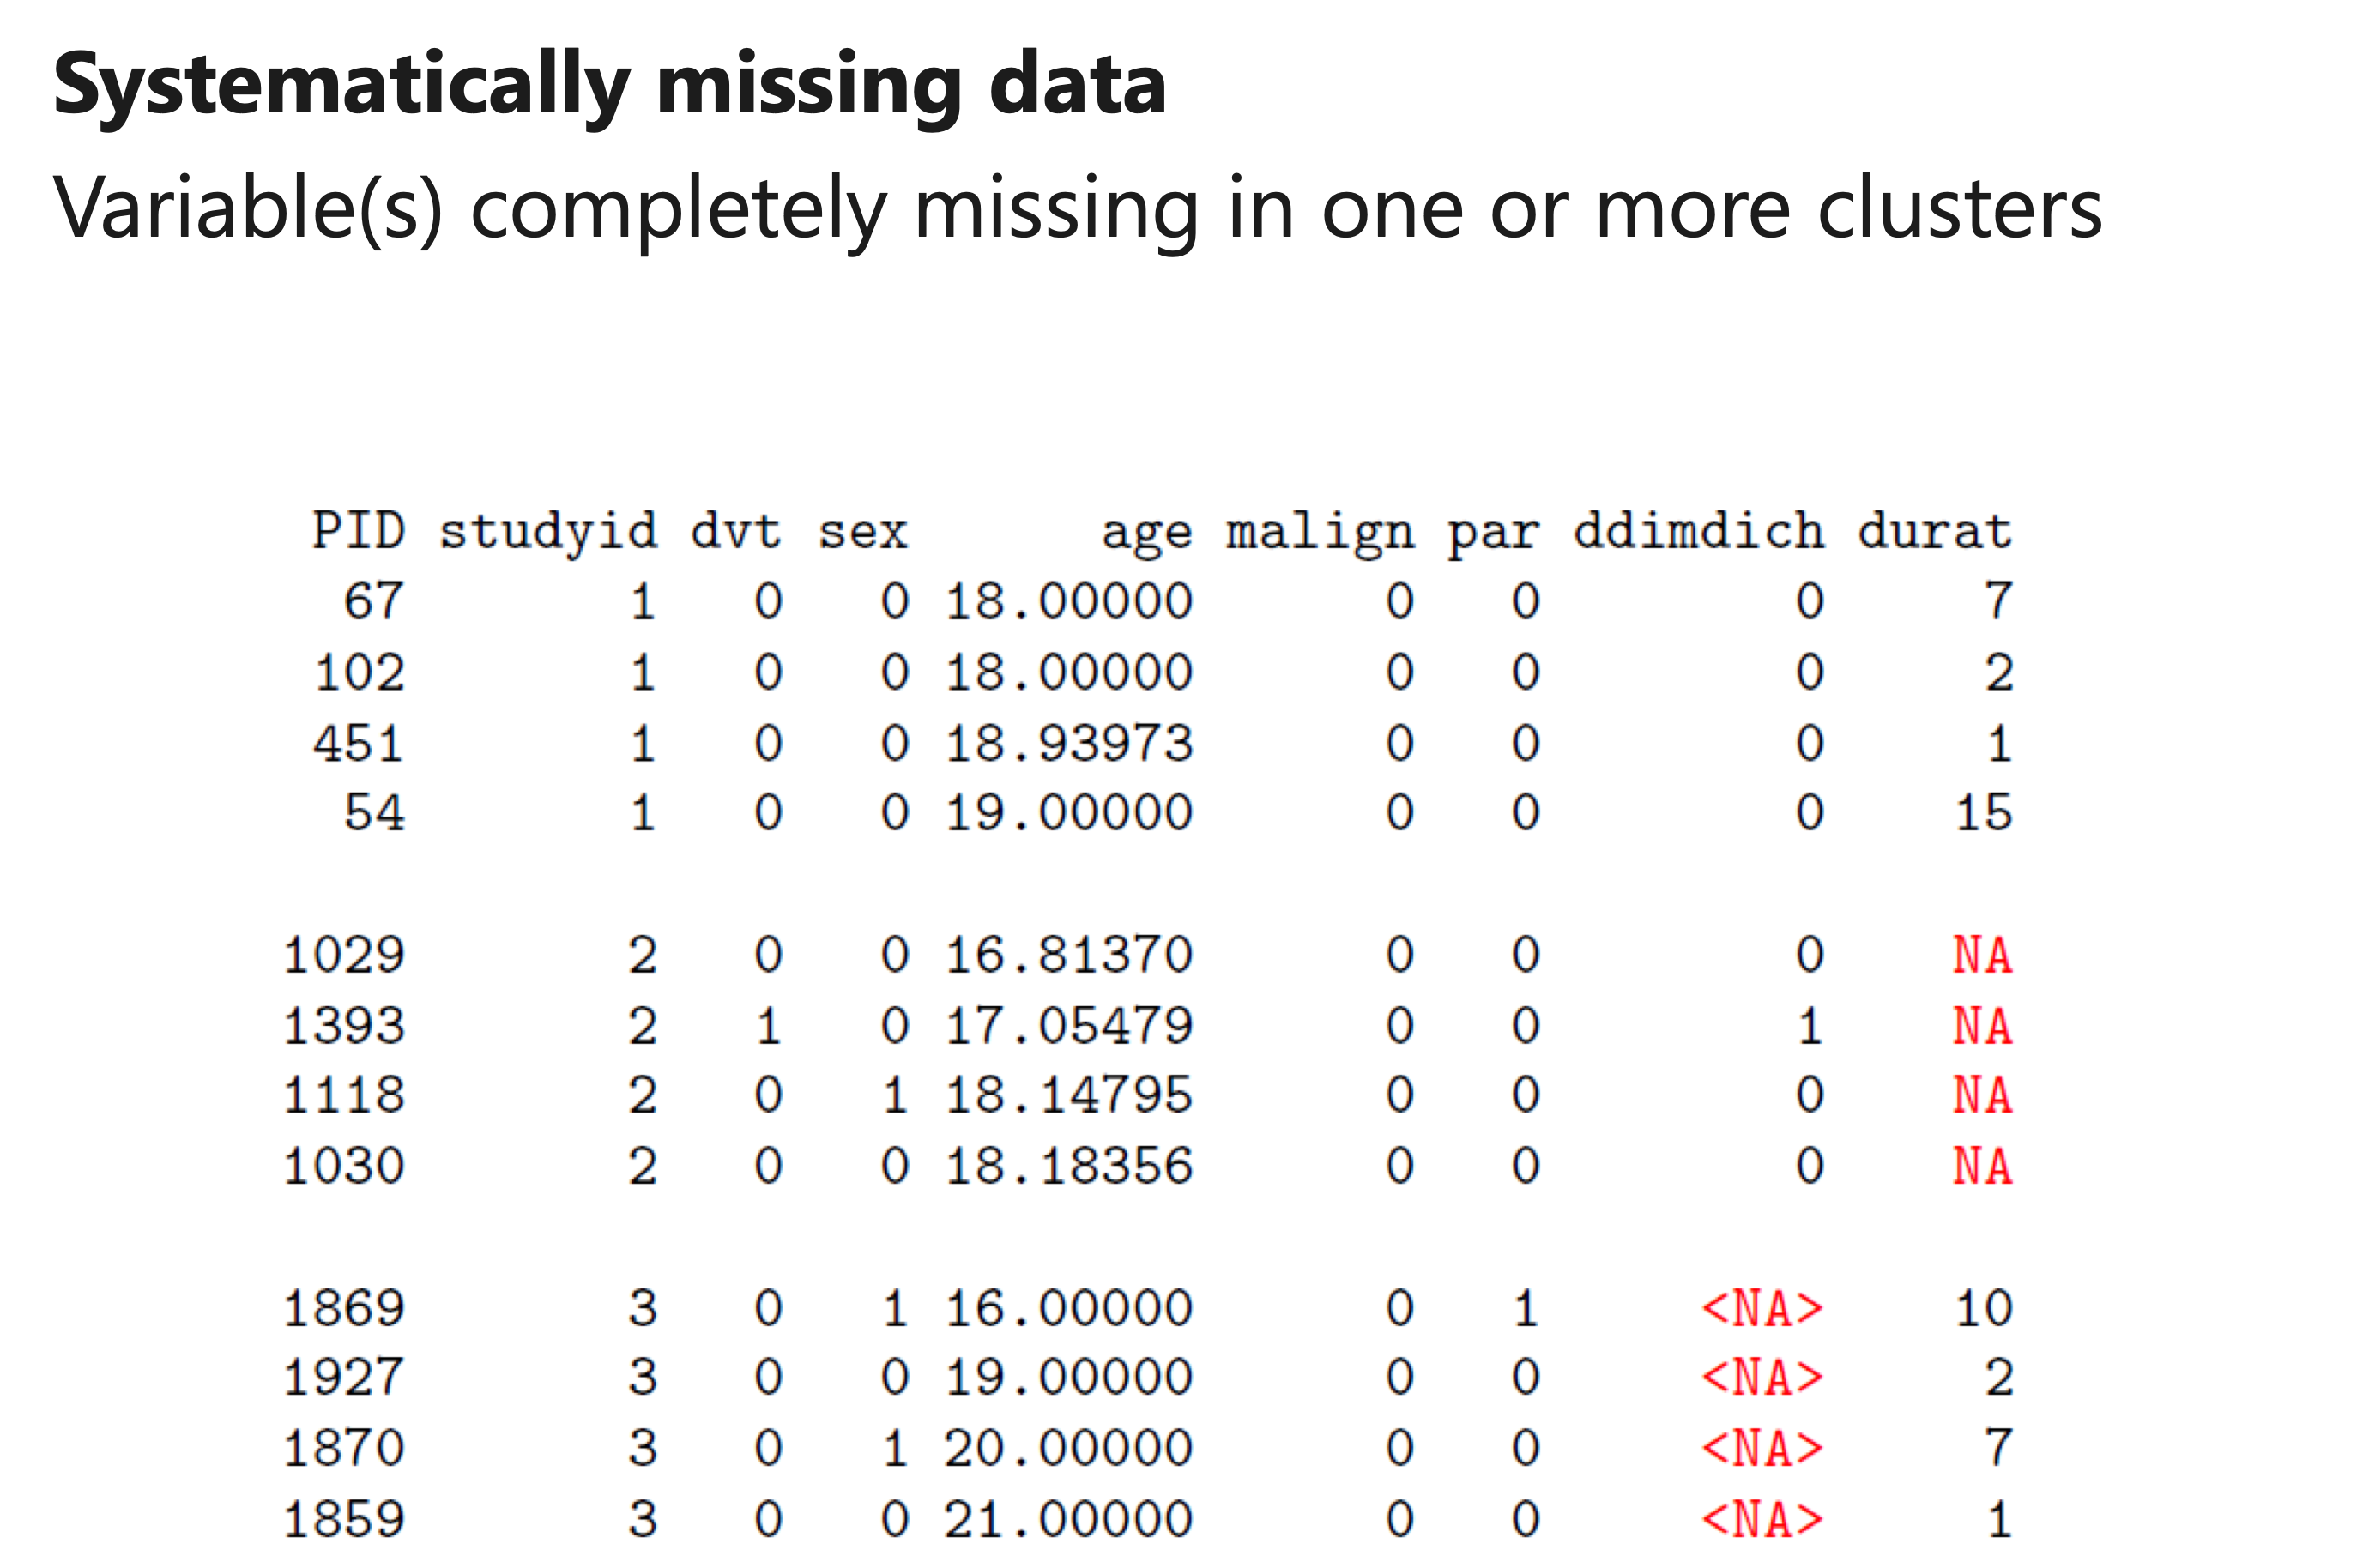 Systematically missing data
Variable(s) completely missing in one or more clusters
PID studyid dvt sex age malign par ddimdich durat
67 1 0 0 18.00000 0 0 0 7
102 1 0 0 18.00000 0 0 0 2
451 1 0 0 18.93973 0 0 0 1
54 1 0 0 19.00000 0 0 0 15
1029 2 0 0 16.81370 0 0 0 NA
1393 2 1 0 17.05479 0 0 1 NA
1118 2 0 1 18.14795 0 0 0 NA
1030 2 0 0 18.18356 0 0 0 NA
1869 3 0 1 16.00000 0 1 <NA> 10
1927 3 0 0 19.00000 0 0 <NA> 2
1870 3 0 1 20.00000 0 0 <NA> 7
1859 3 0 0 21.00000 0 0 <NA> 1